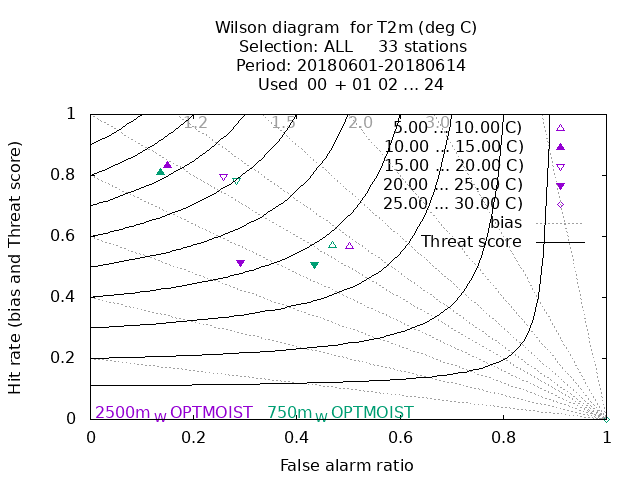 Wilson diagram  for T2m (deg C)
Selection: ALL     33 stations
Period: 20180601-20180614
Used  00  + 01 02 ... 24
1.2 1.5 2.0 3.0
5.00 ... 10.00 C)
10.00 ... 15.00 C)
15.00 ... 20.00 C)
20.00 ... 25.00 C)
25.00 ... 30.00 C)
bias
Threat score
Hit rate (bias and Threat score)
1
0.8
0.6
0.4
0.2
0
2500m_WOPTMOIST 750m_WOPTMOIST
0 0.2 0.4 0.6 0.8 1
False alarm ratio